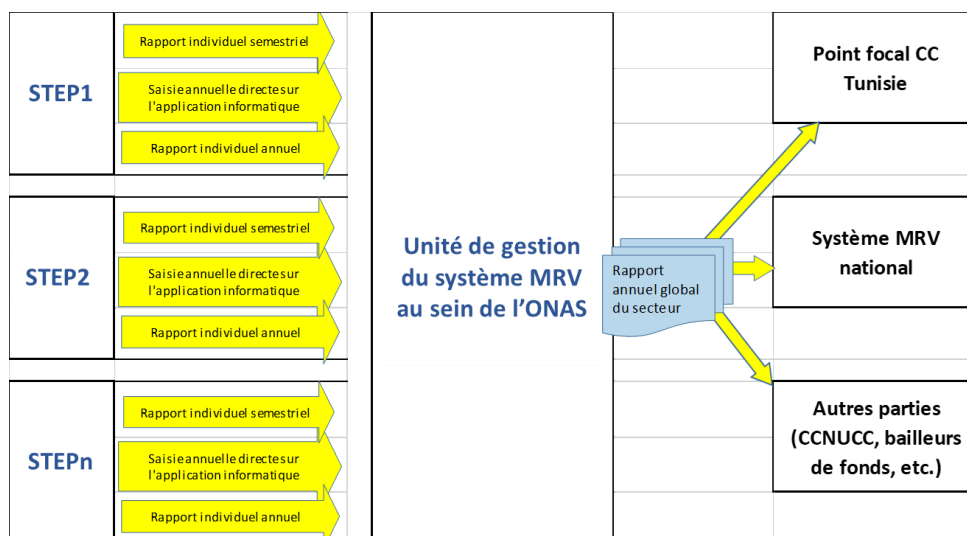 STEP1
Rapport individuel semestriel
Saisie annuelle directe sur
l'application informatique
Rapport individuel annuel
STEP2
Rapport individuel semestriel
Saisie annuelle directe sur
l'application informatique
Rapport individuel annuel
STEPn
Rapport individuel semestriel
Saisie annuelle directe sur
l'application informatique
Rapport individuel annuel
Unité de gestion
du système MRV
au sein de l'ONAS
Rapport
annuel global
du secteur
Point focal CC
Tunisie
Système MRV
national
Autres parties
(CCNUCC, bailleurs
de fonds, etc.)